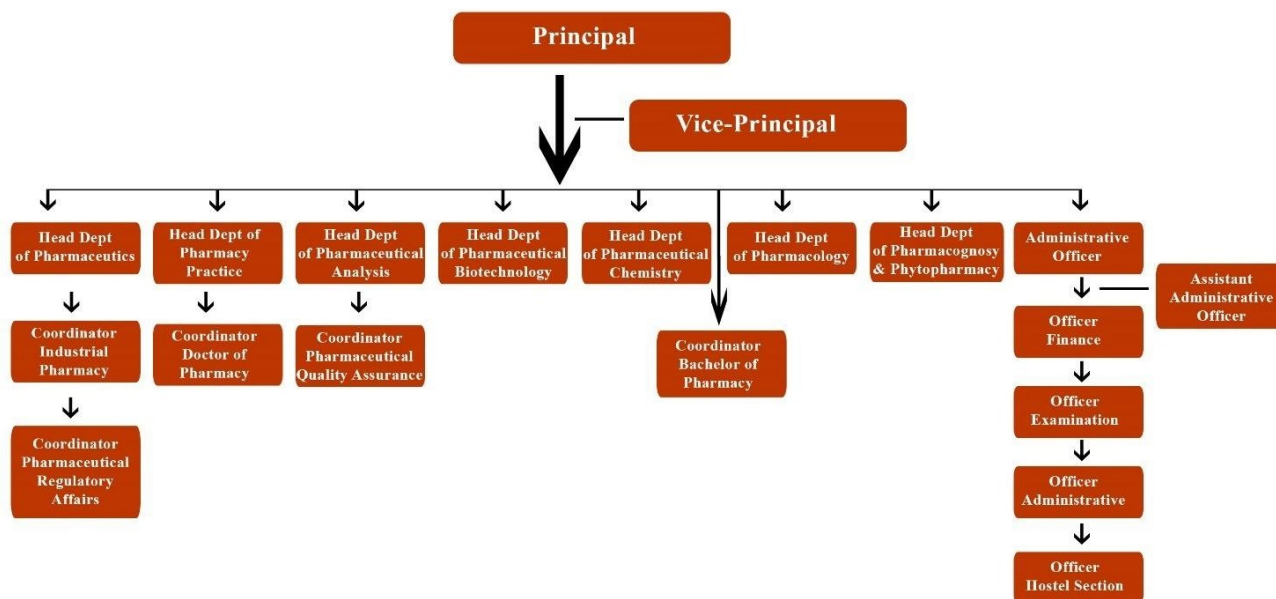 Principal
Vice-Principal
Head Dept
of Pharmaceutics
Head Dept of
Pharmacy
Practice
Head Dept
of Pharmaceutical
Analysis
Head Dept
of Pharmaceutical
Biotechnology
Head Dept
of Pharmaceutical
Chemistry
Head Dept
of Pharmacology
Head Dept
of Pharmacognosy
& Phytopharmacy
Administrative
Officer
Assistant
Administrative
Officer
Coordinator
Industrial
Pharmacy
Coordinator
Doctor of
Pharmacy
Coordinator
Pharmaceutical
Quality Assurance
Coordinator
Bachelor of
Pharmacy
Officer
Finance
Coordinator
Pharmaceutical
Regulatory
Affairs
Officer
Examination
Officer
Administrative
Officer
Hostel Section